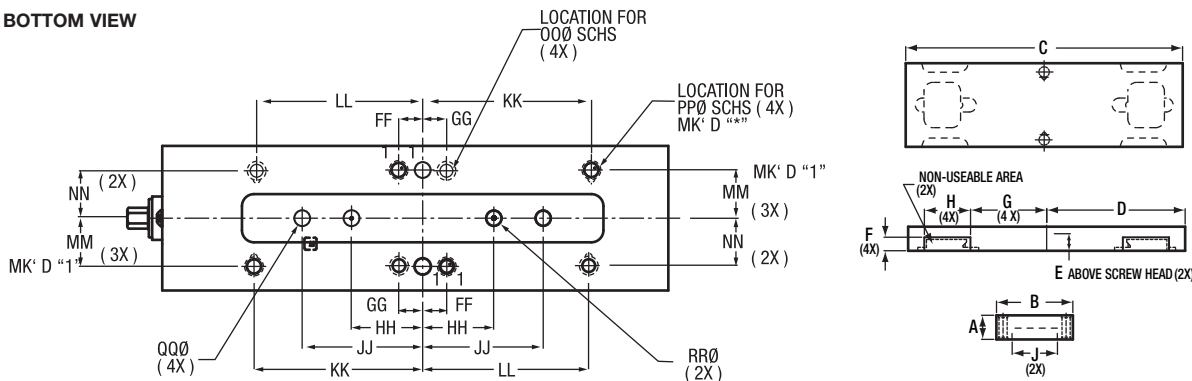 BOTTOM VIEW
LOCATION FOR
OOØ SCHS
( 4X )
LL
KK
FF
GG
LOCATION FOR
PPØ SCHS ( 4X )
MK' D "*"
1
1
NN
( 2X )
MM
( 3X )
MK' D "1"
MK' D "1"
MM
( 3X )
NN
( 2X )
1
1
GG
FF
HH
HH
JJ
JJ
KK
LL
QQØ
( 4X )
RRØ
( 2X )
C
NON-USEABLE AREA
(2X)
H
(4X)
G
(4 X)
D
F
(4X)
E ABOVE SCREW HEAD (2X)
B
A
J
(2X)